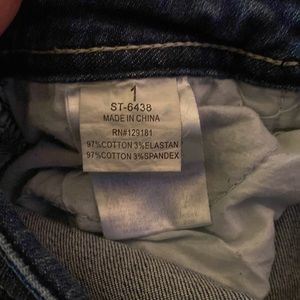 1
ST-6438
MADE IN CHINA
RN#129181
97%COTTON 3%ELASTAN
97%COTTON 3%SPANDEX